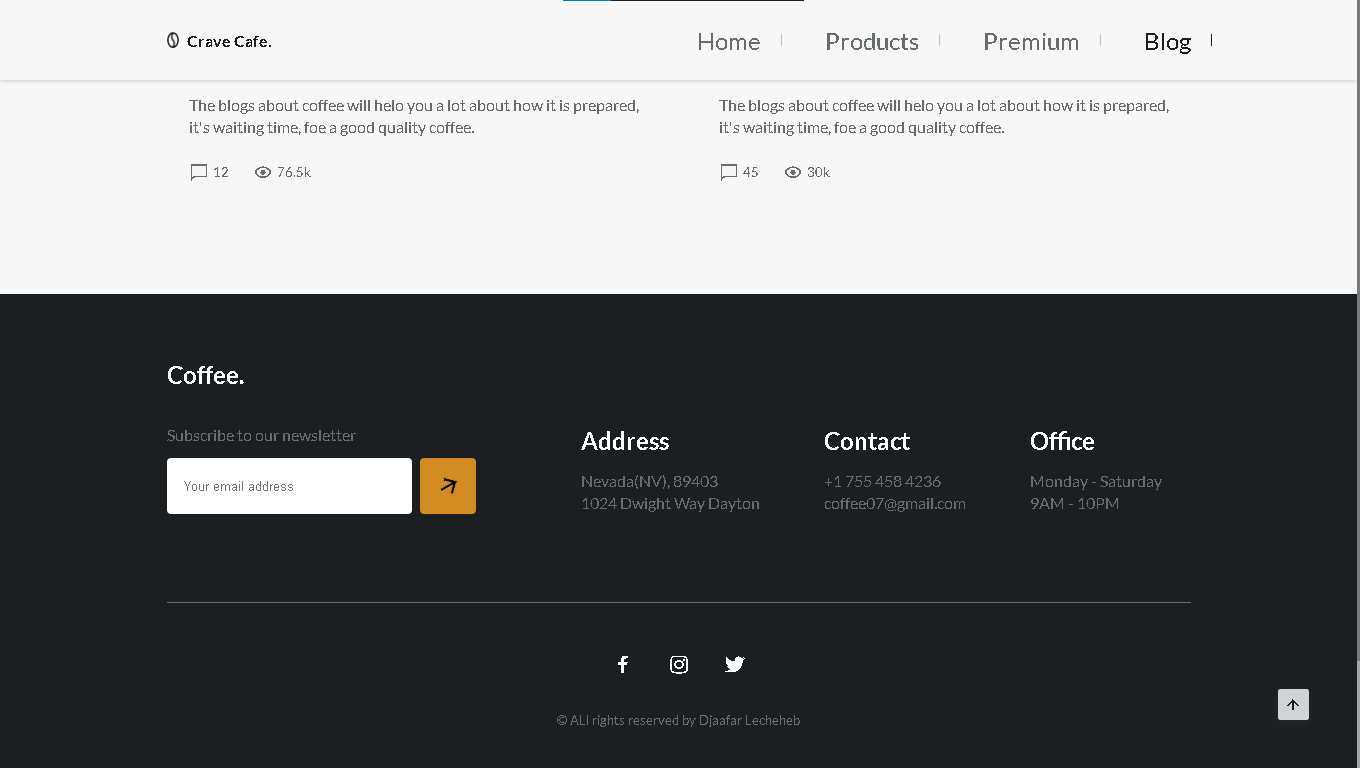 Crave Cafe.
Home
Products
Premium
Blog
The blogs about coffee will helo you a lot about how it is prepared,
it's waiting time, foe a good quality coffee.
12
76.5k
The blogs about coffee will helo you a lot about how it is prepared,
it's waiting time, foe a good quality coffee.
45
30k
Coffee.
Subscribe to our newsletter
Your email address
Address
Nevada(NV), 89403
1024 Dwight Way Dayton
Contact
+1 755 458 4236
coffee07@gmail.com
Office
Monday - Saturday
9AM - 10PM
© ALl rights reserved by Djaafar Lecheheb